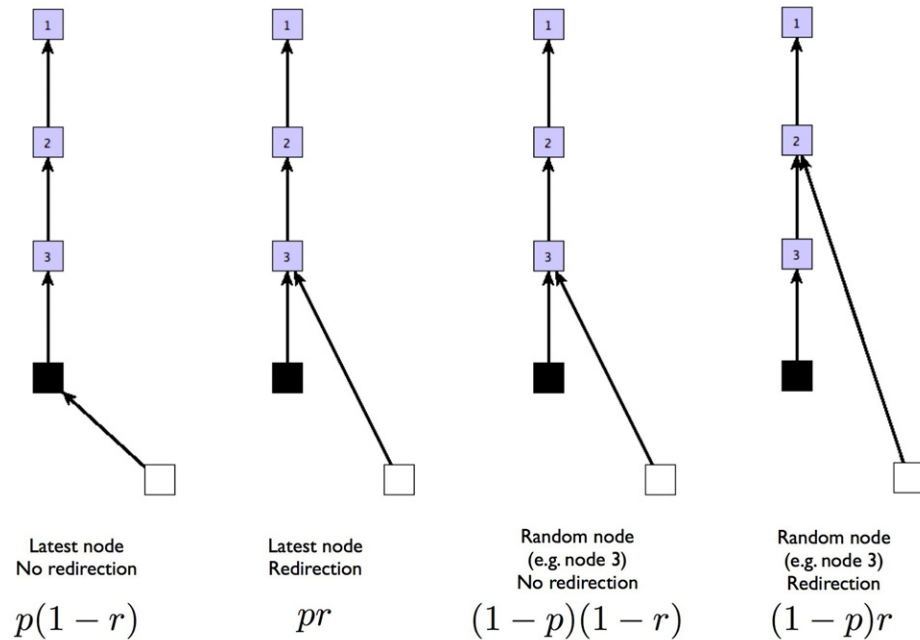 1
2
3
1
2
3
1
2
3
1
2
3
Latest node
No redirection
p(1 − r)
Latest node
Redirection
pr
Random node
(e.g. node 3)
No redirection
(1 − p)(1 − r)
Random node
(e.g. node 3)
Redirection
(1 − p)r